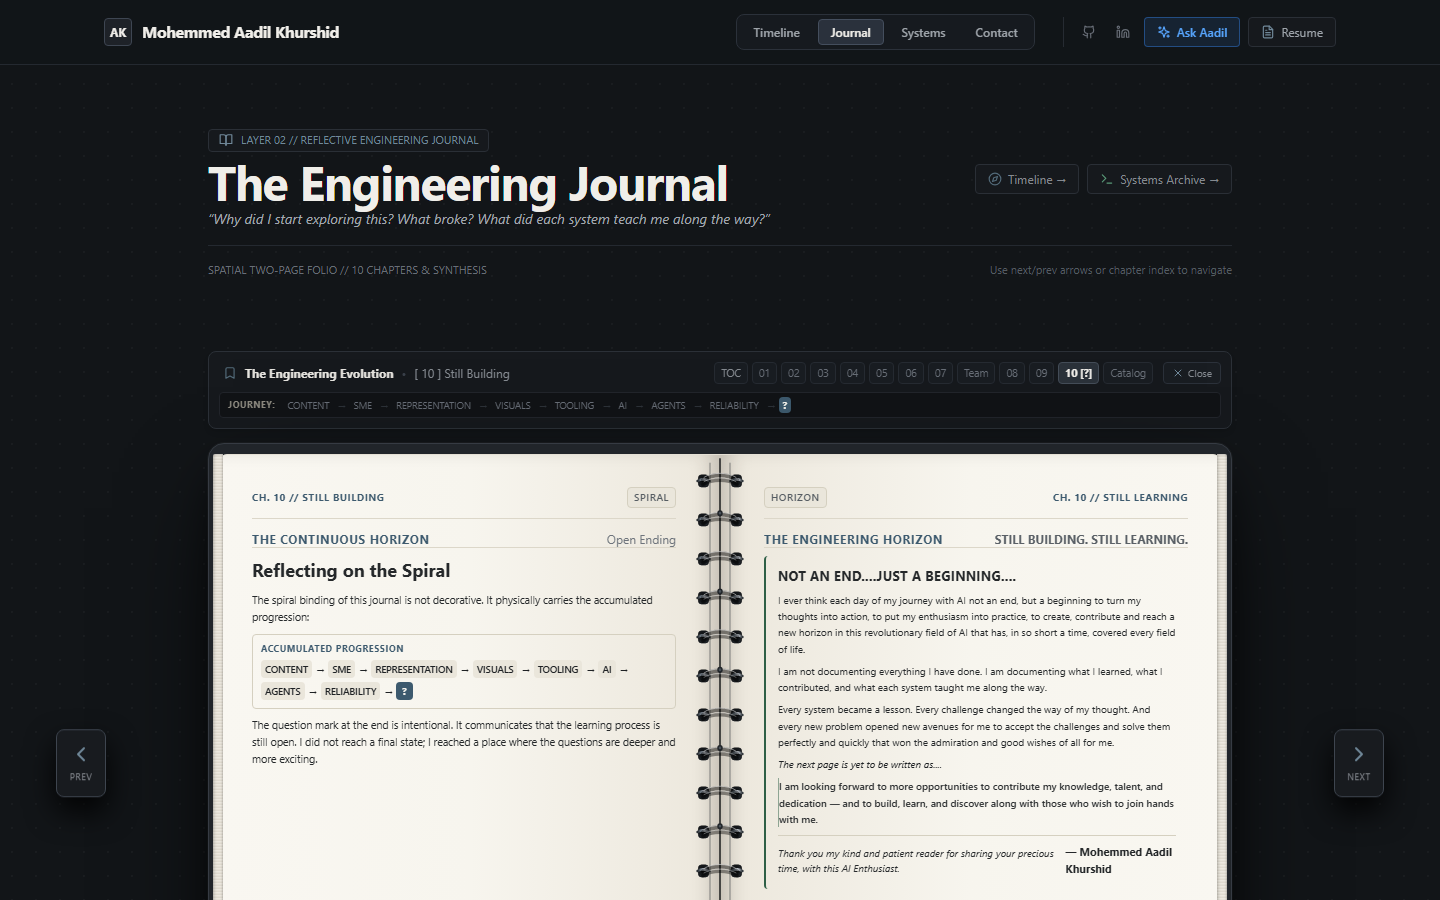 AK Mohemmed Aadil Khurshid
Timeline Journal Systems Contact
Ask Aadil Resume
LAYER 02 // REFLECTIVE ENGINEERING JOURNAL
The Engineering Journal
"Why did I start exploring this? What broke? What did each system teach me along the way?"
Timeline → Systems Archive →
SPATIAL TWO-PAGE FOLIO // 10 CHAPTERS & SYNTHESIS
Use next/prev arrows or chapter index to navigate
The Engineering Evolution • [ 10 ] Still Building
TOC 01 02 03 04 05 06 07 Team 08 09 10 [?] Catalog × Close
JOURNEY: CONTENT → SME → REPRESENTATION → VISUALS → TOOLING → AI → AGENTS → RELIABILITY → ?
CH. 10 // STILL BUILDING SPIRAL
THE CONTINUOUS HORIZON Open Ending
Reflecting on the Spiral
The spiral binding of this journal is not decorative. It physically carries the accumulated
progression:
ACCUMULATED PROGRESSION
CONTENT → SME → REPRESENTATION → VISUALS → TOOLING → AI →
AGENTS → RELIABILITY → ?
The question mark at the end is intentional. It communicates that the learning process is
still open. I did not reach a final state; I reached a place where the questions are deeper and
more exciting.
HORIZON CH. 10 // STILL LEARNING
THE ENGINEERING HORIZON STILL BUILDING. STILL LEARNING.
NOT AN END....JUST A BEGINNING....
I ever think each day of my journey with AI not an end, but a beginning to turn my
thoughts into action, to put my enthusiasm into practice, to create, contribute and reach a
new horizon in this revolutionary field of AI that has, in so short a time, covered every field
of life.
I am not documenting everything I have done. I am documenting what I learned, what I
contributed, and what each system taught me along the way.
Every system became a lesson. Every challenge changed the way of my thought. And
every new problem opened new avenues for me to accept the challenges and solve them
perfectly and quickly that won the admiration and good wishes of all for me.
The next page is yet to be written as....
I am looking forward to more opportunities to contribute my knowledge, talent, and
dedication — and to build, learn, and discover along with those who wish to join hands
with me.
Thank you my kind and patient reader for sharing your precious
time, with this AI Enthusiast.
— Mohemmed Aadil
Khurshid
PREV
NEXT